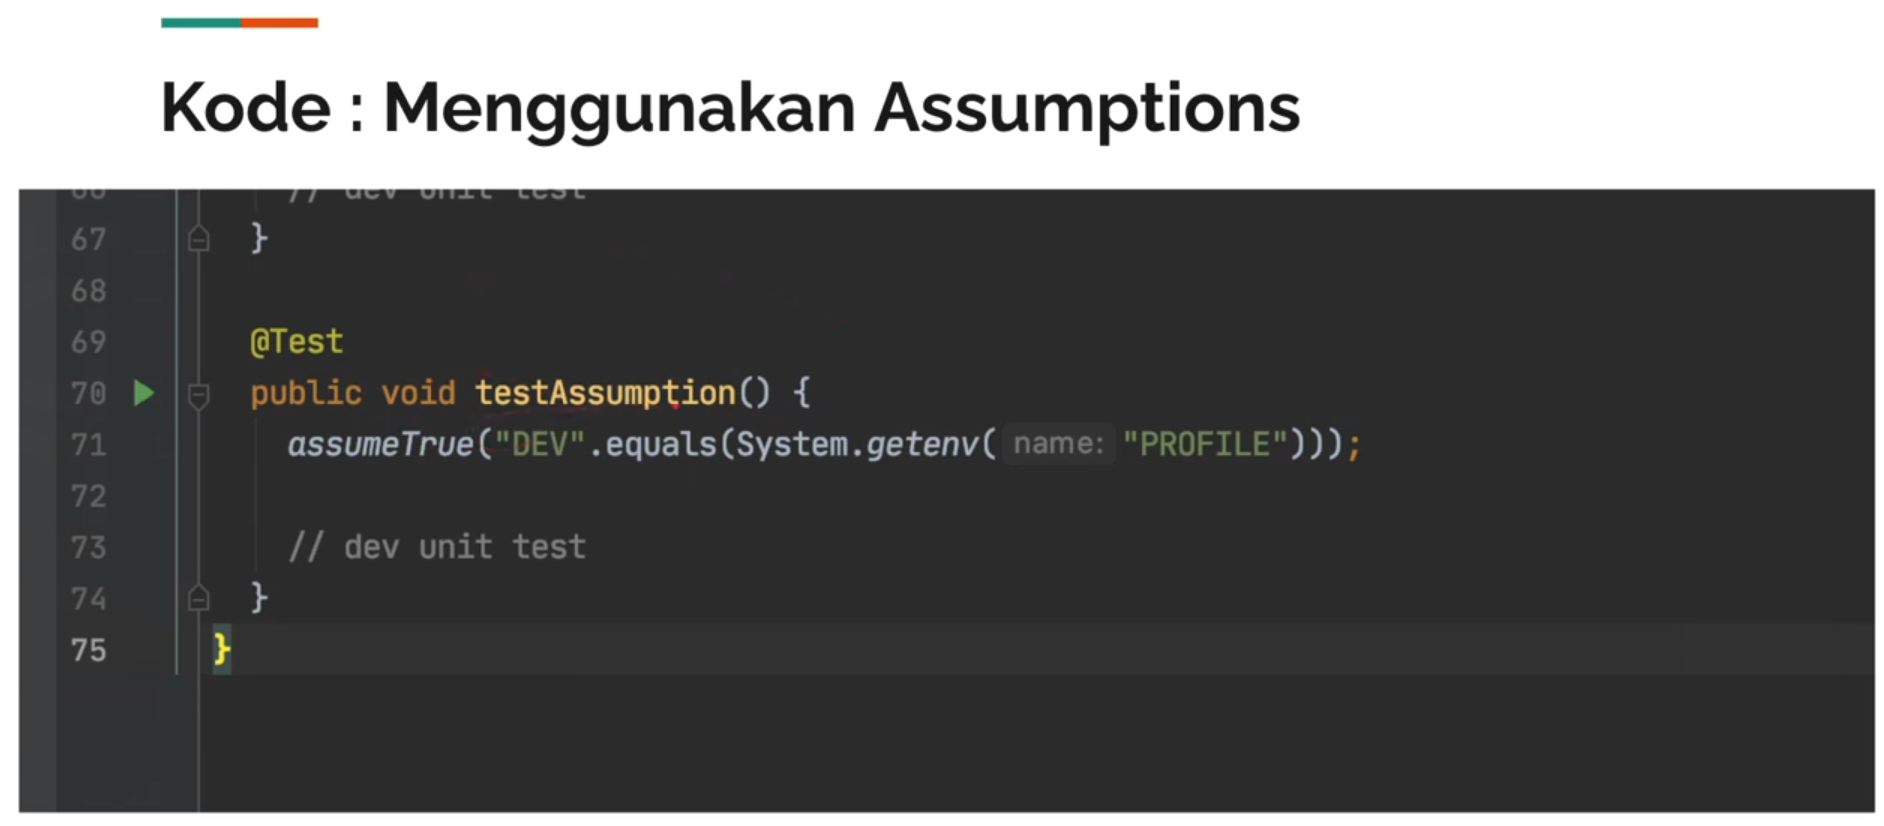 Kode : Menggunakan Assumptions
66 // dev unit test
67 }
68
69 @Test
70 public void testAssumption() {
71 assumeTrue("DEV".equals(System.getenv( name: "PROFILE")));
72
73 // dev unit test
74 }
75 }